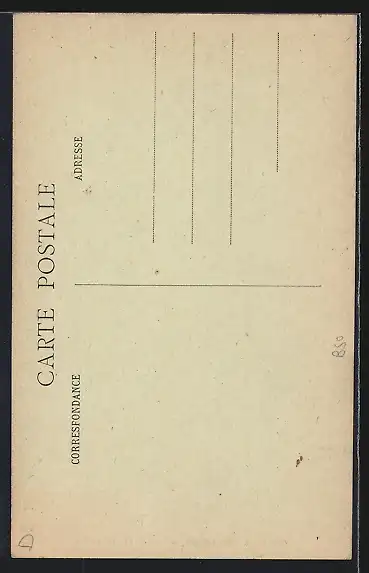 CARTE POSTALE
CORRESPONDANCE
ADRESSE
B50
D